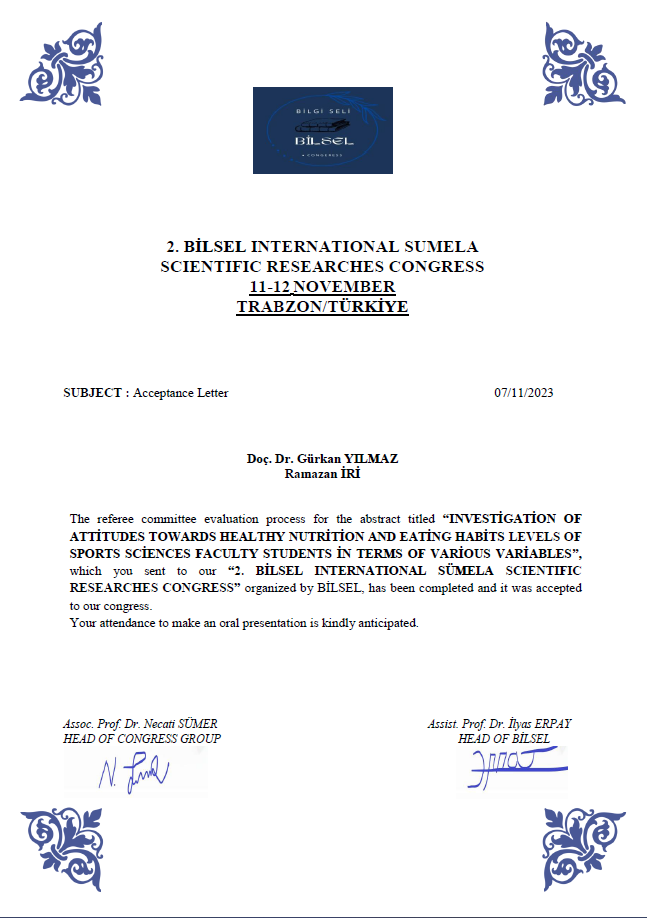 BİLGİ SELİ
BİLSEL
• CONGRESS
2. BİLSEL INTERNATIONAL SUMELA
SCIENTIFIC RESEARCHES CONGRESS
11-12 NOVEMBER
TRABZON/TÜRKİYE
SUBJECT : Acceptance Letter 07/11/2023
Doç. Dr. Gürkan YILMAZ
Ramazan İRİ
The referee committee evaluation process for the abstract titled “INVESTİGATİON OF
ATTİTUDES TOWARDS HEALTHY NUTRİTİON AND EATİNG HABİTS LEVELS OF
SPORTS SCİENCES FACULTY STUDENTS İN TERMS OF VARİOUS VARİABLES”,
which you sent to our “2. BİLSEL INTERNATIONAL SÜMELA SCIENTIFIC
RESEARCHES CONGRESS” organized by BİLSEL, has been completed and it was accepted
to our congress.
Your attendance to make an oral presentation is kindly anticipated.
Assoc. Prof. Dr. Necati SÜMER Assist. Prof. Dr. İlyas ERPAY
HEAD OF CONGRESS GROUP HEAD OF BİLSEL